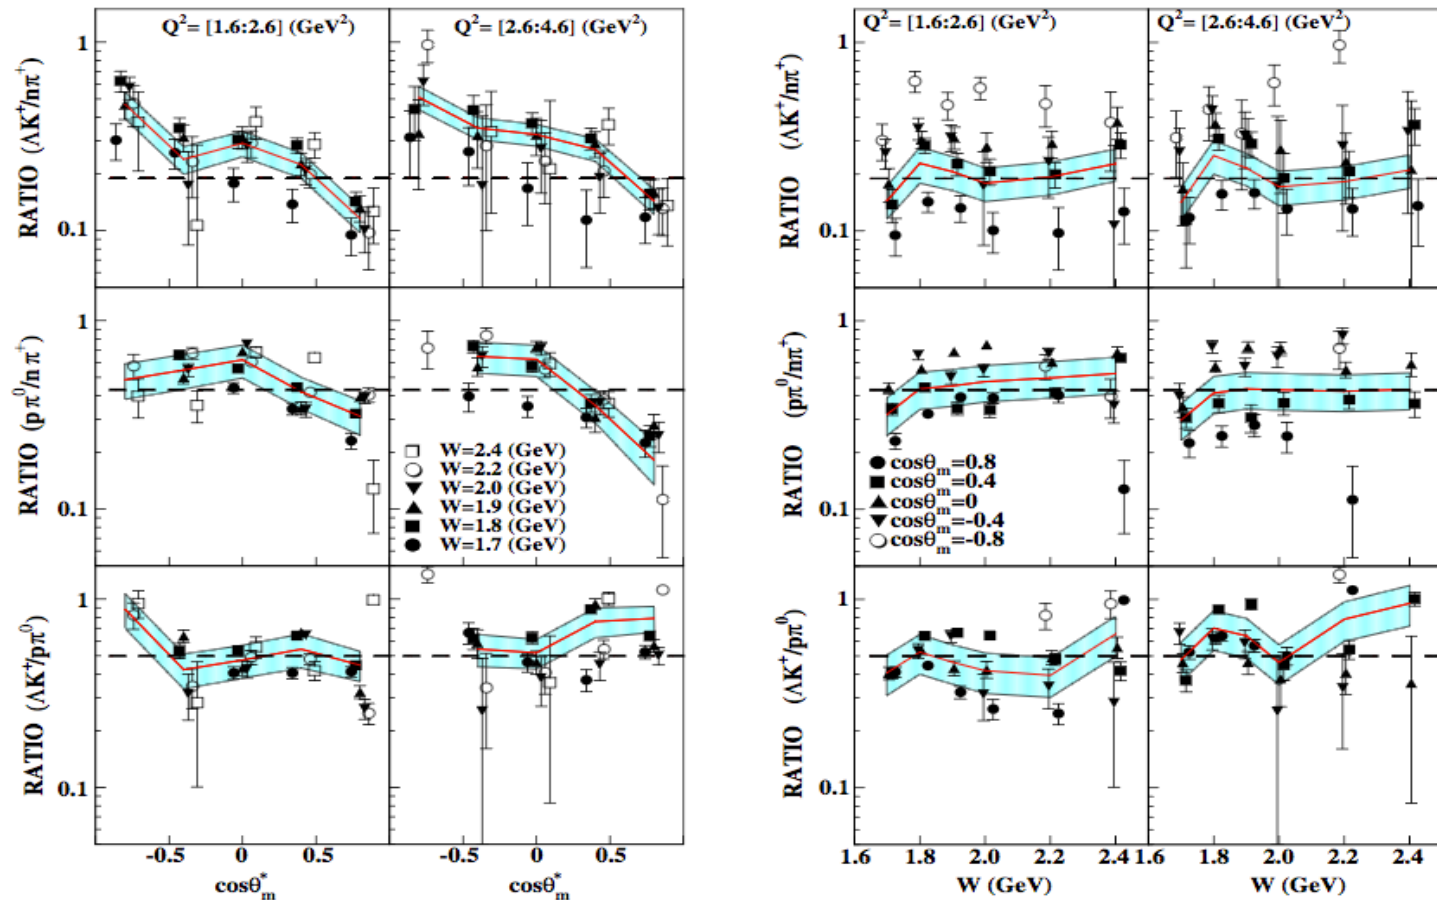 Q²= [1.6:2.6] (GeV²)
Q²= [2.6:4.6] (GeV²)
RATIO (ΛK⁺/nπ⁺)
1
0.1
RATIO (pπ⁰/nπ⁺)
1
0.1
W=2.4 (GeV)
W=2.2 (GeV)
W=2.0 (GeV)
W=1.9 (GeV)
W=1.8 (GeV)
W=1.7 (GeV)
RATIO (ΛK⁺/pπ⁰)
1
0.1
-0.5 0 0.5
-0.5 0 0.5
cosθ*m
cosθ*m
Q²= [1.6:2.6] (GeV²)
Q²= [2.6:4.6] (GeV²)
RATIO (ΛK⁺/nπ⁺)
1
0.1
RATIO (pπ⁰/nπ⁺)
1
0.1
cosθm=0.8
cosθm=0.4
cosθm=0
cosθm=-0.4
cosθm=-0.8
RATIO (ΛK⁺/pπ⁰)
1
0.1
1.6 1.8 2.0 2.2 2.4 1.6 1.8 2.0 2.2 2.4
W (GeV)
W (GeV)